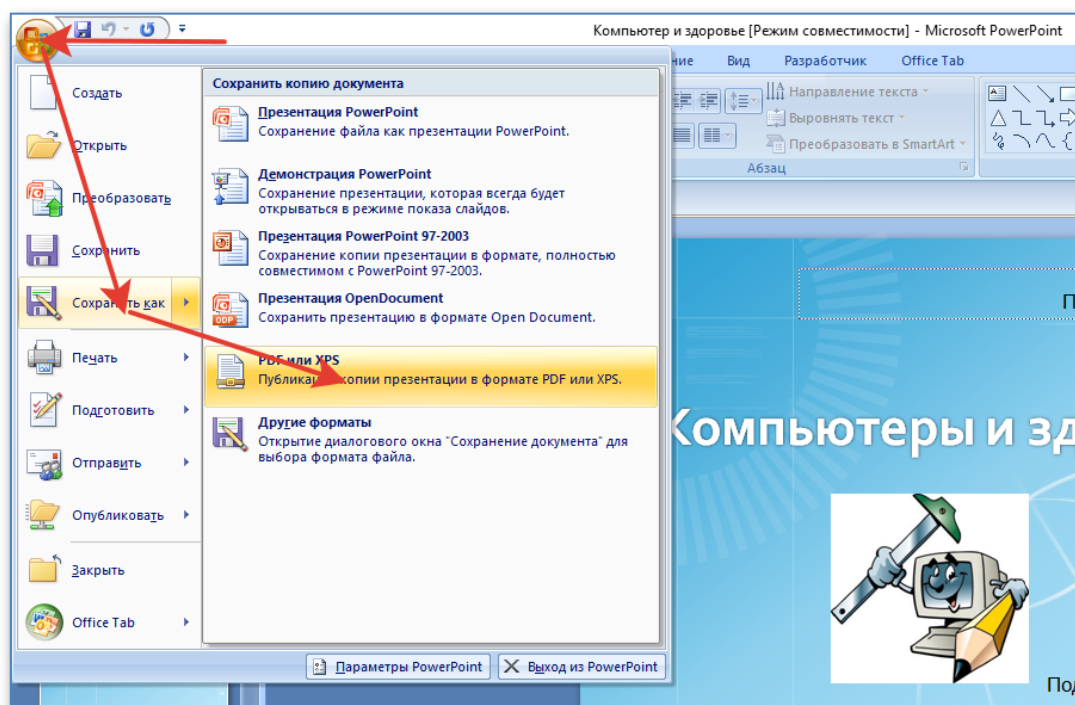 Компьютер и здоровье [Режим совместимости] - Microsoft PowerPoint
Вид Разработчик Office Tab
Направление текста
Выровнять текст
Преобразовать в SmartArt
Абзац
Создать
Открыть
Преобразовать
Сохранить
Сохранить как
Печать
Подготовить
Отправить
Опубликовать
Закрыть
Office Tab
Сохранить копию документа
Презентация PowerPoint
Сохранение файла как презентации PowerPoint.
Демонстрация PowerPoint
Сохранение презентации, которая всегда будет
открываться в режиме показа слайдов.
Презентация PowerPoint 97-2003
Сохранение копии презентации в формате, полностью
совместимом с PowerPoint 97-2003.
Презентация OpenDocument
Сохранить презентацию в формате Open Document.
ODP
PDF или XPS
Публикация копии презентации в формате PDF или XPS.
Другие форматы
Открытие диалогового окна "Сохранение документа" для
выбора формата файла.
Параметры PowerPoint
Выход из PowerPoint
Компьютеры и зд